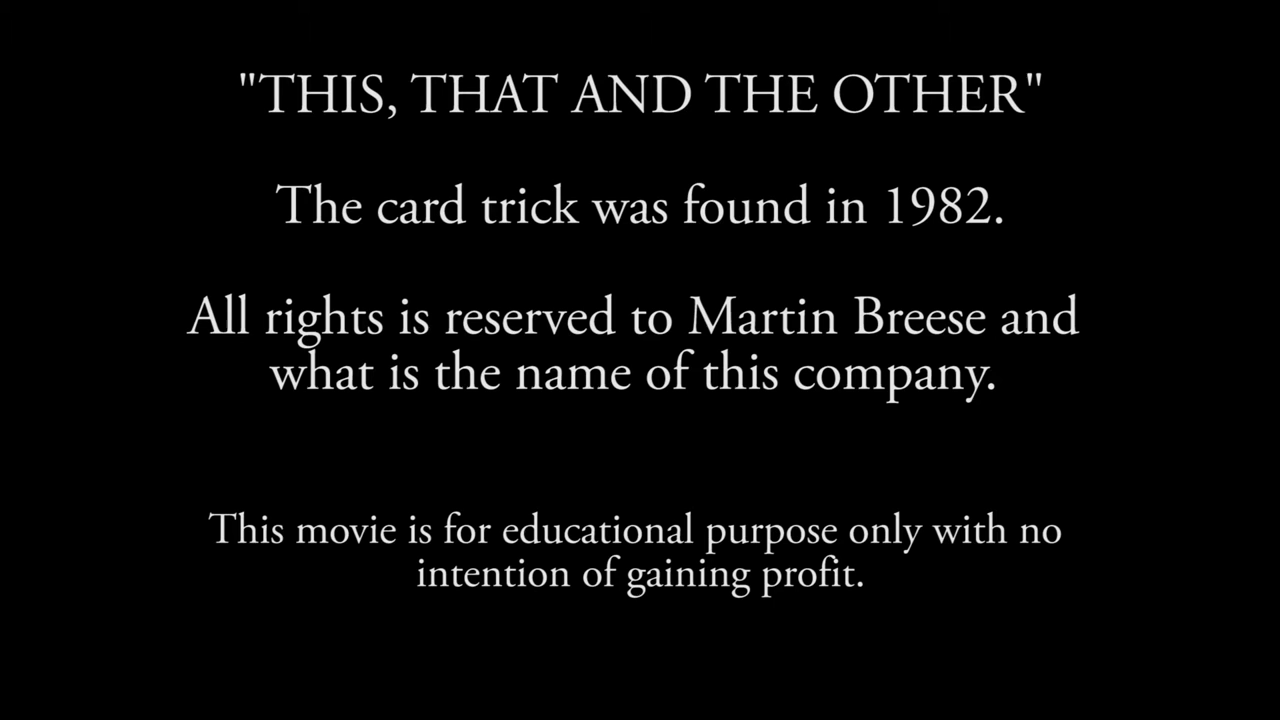 "THIS, THAT AND THE OTHER"
The card trick was found in 1982.
All rights is reserved to Martin Breese and
what is the name of this company.
This movie is for educational purpose only with no
intention of gaining profit.